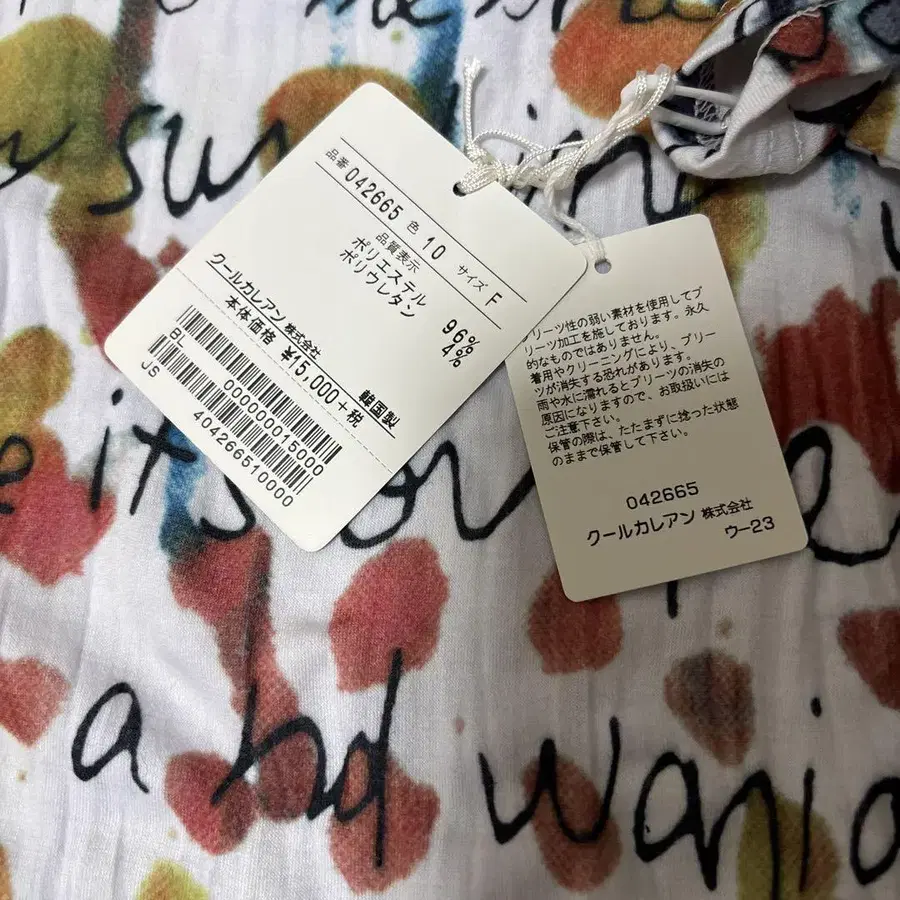 品番 042665 色 10 サイズ F
品質表示
ポリエステル 96%
ポリウレタン 4%
クールカレアン 株式会社
本体価格 ¥15,000+税 韓国製
BL
JS
0000000015000
4042665100000
プリーツ性の弱い素材を使用してプ
リーツ加工を施しております。永久
的なものではありません。
着用やクリーニングにより、プリー
ツが消失する恐れがあります。
雨や水に濡れるとプリーツの消失の
原因になりますので、お取扱いには
ご注意下さい。
保管の際は、たたまずに捻った状態
のままで保管して下さい。
042665
クールカレアン 株式会社
ウー23
and